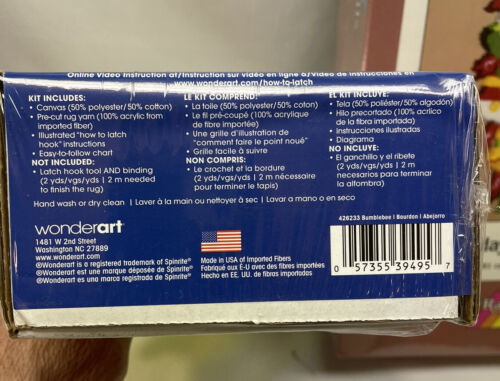 Online Video Instruction at/Instruction sur vidéo en ligne à/Video de instrucciones en
www.wonderart.com/how-to-latch
KIT INCLUDES:
• Canvas (50% polyester/50% cotton)
• Pre-cut rug yarn (100% acrylic from
imported fiber)
• Illustrated "how to latch
hook" instructions
• Easy-to-follow chart
NOT INCLUDED:
• Latch hook tool AND binding
(2 yds/vgs/yds | 2 m needed
to finish the rug)
LE KIT COMPREND:
• La toile (50% polyester/50% coton)
• Le fil pré-coupé (100% acrylique
de fibre importée)
• Une grille d'illustration de
"comment faire le point noué"
• Grille facile à suivre
NON COMPRIS:
• Le crochet et la bordure
(2 yds/vgs/yds | 2 m nécessaire
pour terminer le tapis)
EL KIT INCLUYE:
• Tela (50% poliéster/50% algodón)
• Hilo precortado (100% acrílico
de la fibra importada)
• Instrucciones ilustradas
• Diagrama
NO INCLUYE:
• El ganchillo y el ribete
(2 yds/vgs/yds | 2 m
necesarios para terminar
la alfombra)
Hand wash or dry clean | Laver à la main ou nettoyer à sec | Lavar a mano o en seco
wonderart®
1481 W 2nd Street
Washington NC 27889
www.wonderart.com
®Wonderart is a registered trademark of Spinrite®
®Wonderart est une marque déposée de Spinrite®
®Wonderart es una marca registrada de Spinrite®
Made in USA of Imported Fibers
Fabriqué aux É-U avec des fibres importées
Hecho en EE. UU. de fibras importadas
426233 Bumblebee | Bourdon | Abejorro
0 57355 39495 7